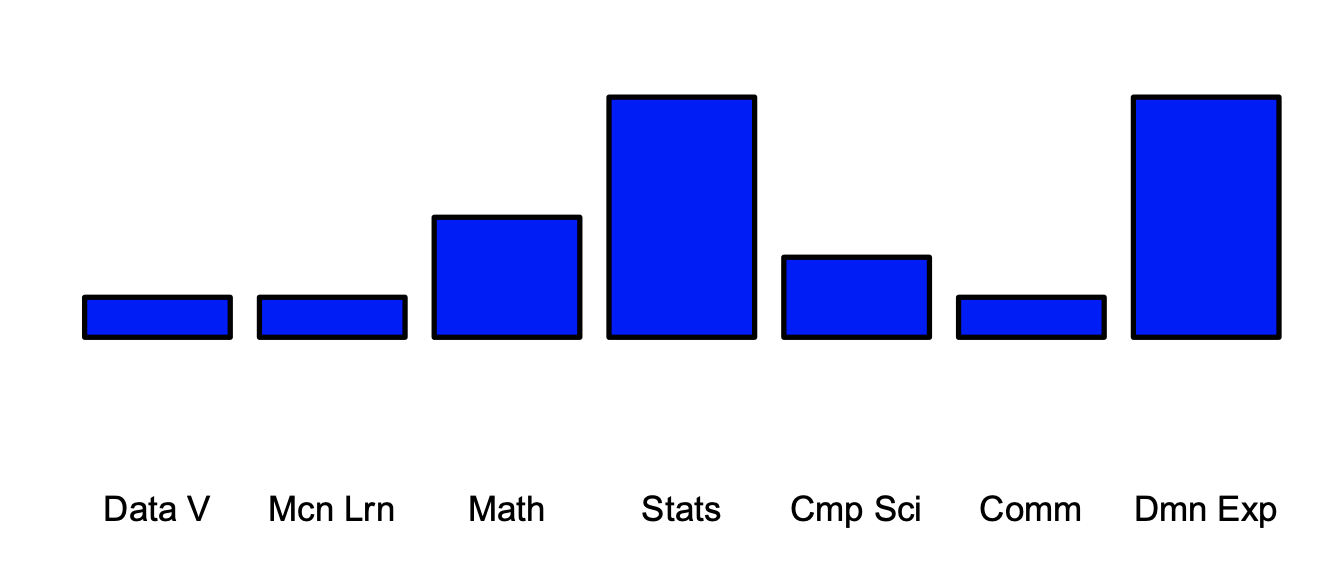 Data V Mcn Lrn Math Stats Cmp Sci Comm Dmn Exp